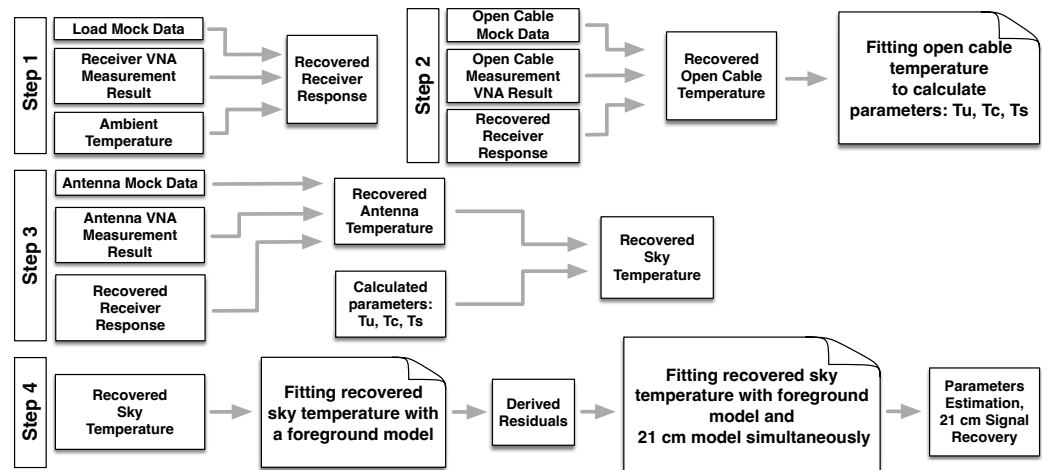 Step 1
Load Mock Data
Receiver VNA
Measurement
Result
Ambient
Temperature
Recovered
Receiver
Response
Step 2
Open Cable
Mock Data
Open Cable
Measurement
VNA Result
Recovered
Receiver
Response
Recovered
Open Cable
Temperature
Fitting open cable
temperature
to calculate
parameters: Tu, Tc, Ts
Step 3
Antenna Mock Data
Antenna VNA
Measurement
Result
Recovered
Receiver
Response
Recovered
Antenna
Temperature
Calculated
parameters:
Tu, Tc, Ts
Recovered
Sky
Temperature
Step 4
Recovered
Sky
Temperature
Fitting recovered
sky temperature with
a foreground model
Derived
Residuals
Fitting recovered sky
temperature with foreground
model and
21 cm model simultaneously
Parameters
Estimation,
21 cm Signal
Recovery